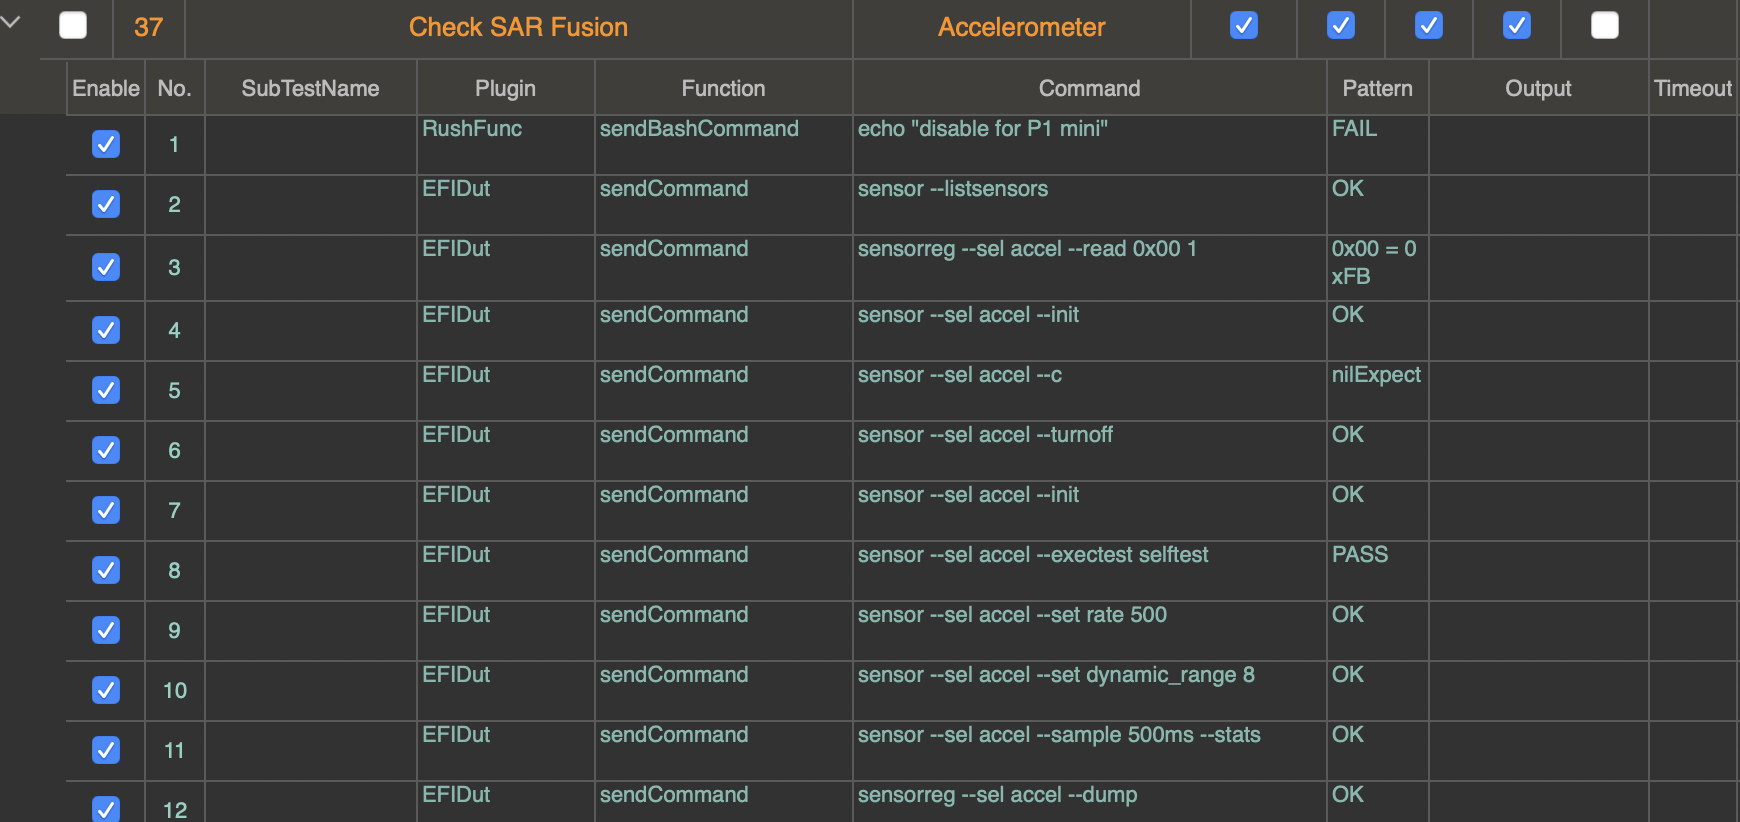 37 Check SAR Fusion Accelerometer
Enable No. SubTestName Plugin Function Command Pattern Output Timeout
1 RushFunc sendBashCommand echo "disable for P1 mini" FAIL
2 EFIDut sendCommand sensor --listsensors OK
3 EFIDut sendCommand sensorreg --sel accel --read 0x00 1 0x00 = 0
xFB
4 EFIDut sendCommand sensor --sel accel --init OK
5 EFIDut sendCommand sensor --sel accel --c nilExpect
6 EFIDut sendCommand sensor --sel accel --turnoff OK
7 EFIDut sendCommand sensor --sel accel --init OK
8 EFIDut sendCommand sensor --sel accel --exectest selftest PASS
9 EFIDut sendCommand sensor --sel accel --set rate 500 OK
10 EFIDut sendCommand sensor --sel accel --set dynamic_range 8 OK
11 EFIDut sendCommand sensor --sel accel --sample 500ms --stats OK
12 EFIDut sendCommand sensorreg --sel accel --dump OK